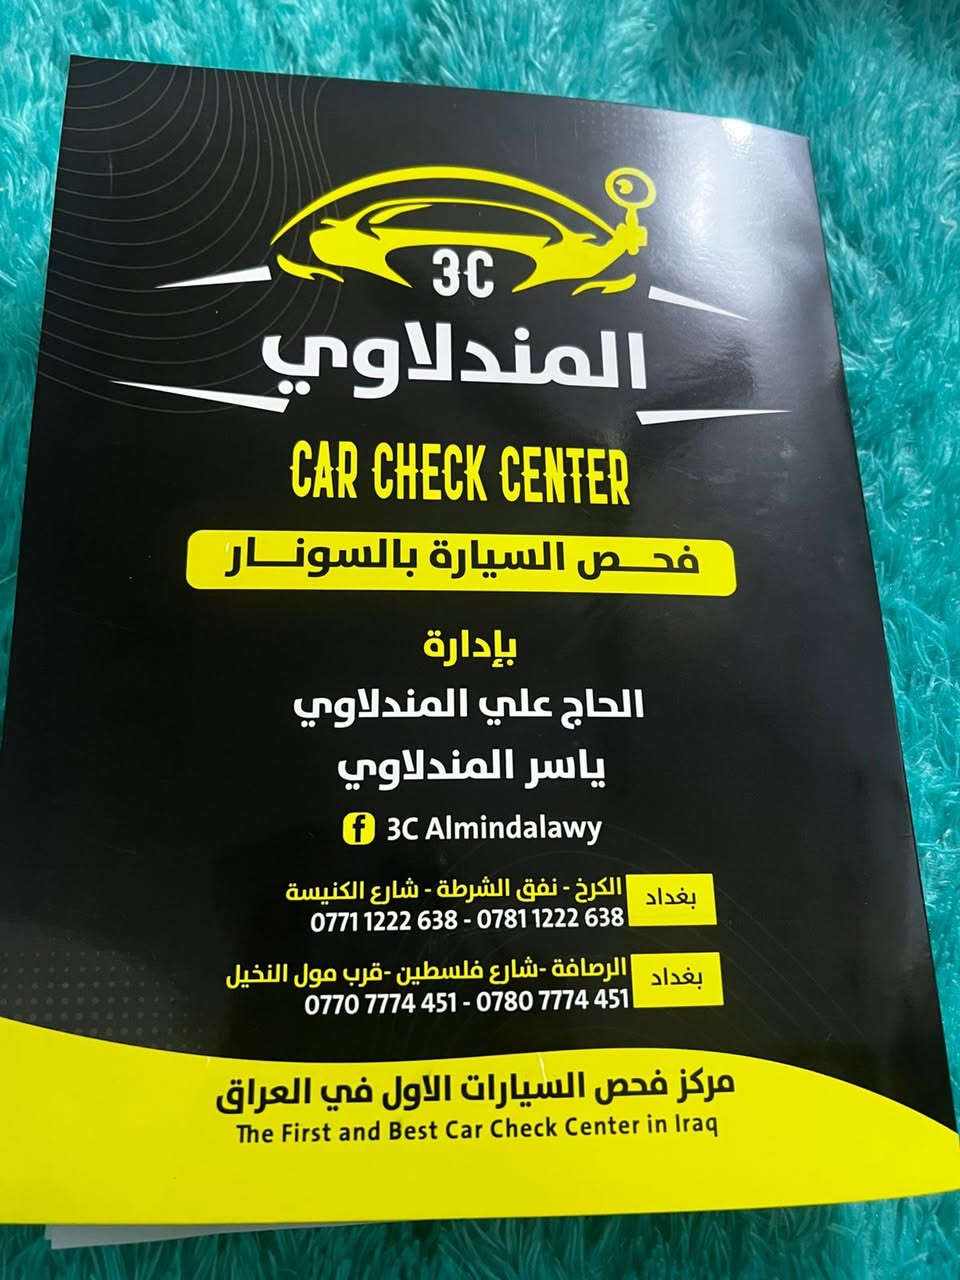 3C
المندلاوي
CAR CHECK CENTER
فحص السيارة بالسونار
بإدارة
الحاج علي المندلاوي
ياسر المندلاوي
3C Almindalawy
بغداد الكرخ - نفق الشرطة - شارع الكنيسة
0771 1222 638 - 0781 1222 638
بغداد الرصافة -شارع فلسطين -قرب مول النخيل
0770 7774 451 - 0780 7774 451
مركز فحص السيارات الاول في العراق
The First and Best Car Check Center in Iraq